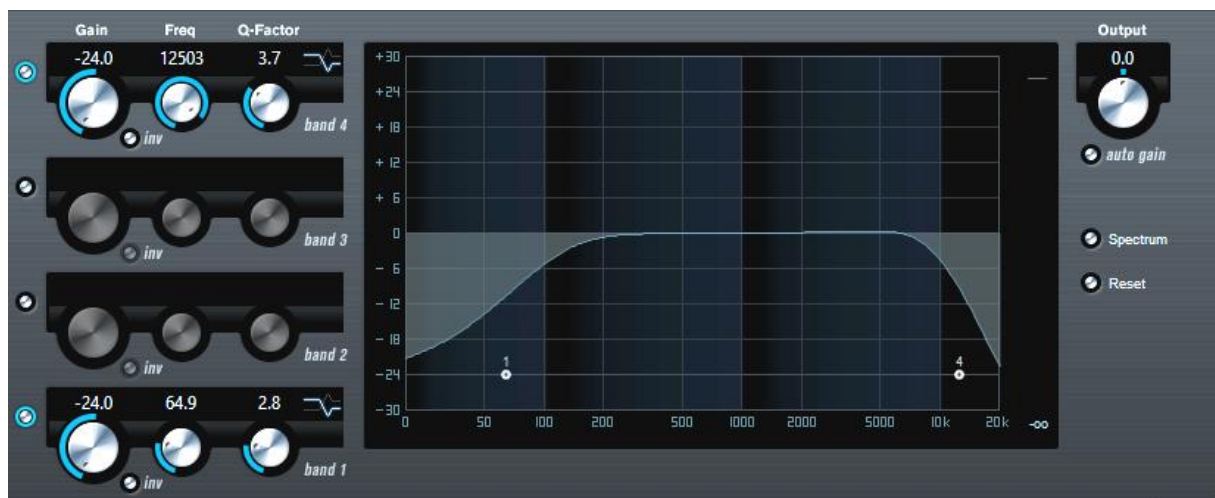 Gain Freq Q-Factor
-24.0 12503 3.7
inv band 4
inv band 3
inv band 2
-24.0 64.9 2.8
inv band 1
+30
+24
+ 18
+ 12
+ 6
0
- 6
- 12
- 18
- 24
-30
1 4
0 50 100 200 500 1000 2000 5000 10k 20k -∞
Output
0.0
auto gain
Spectrum
Reset